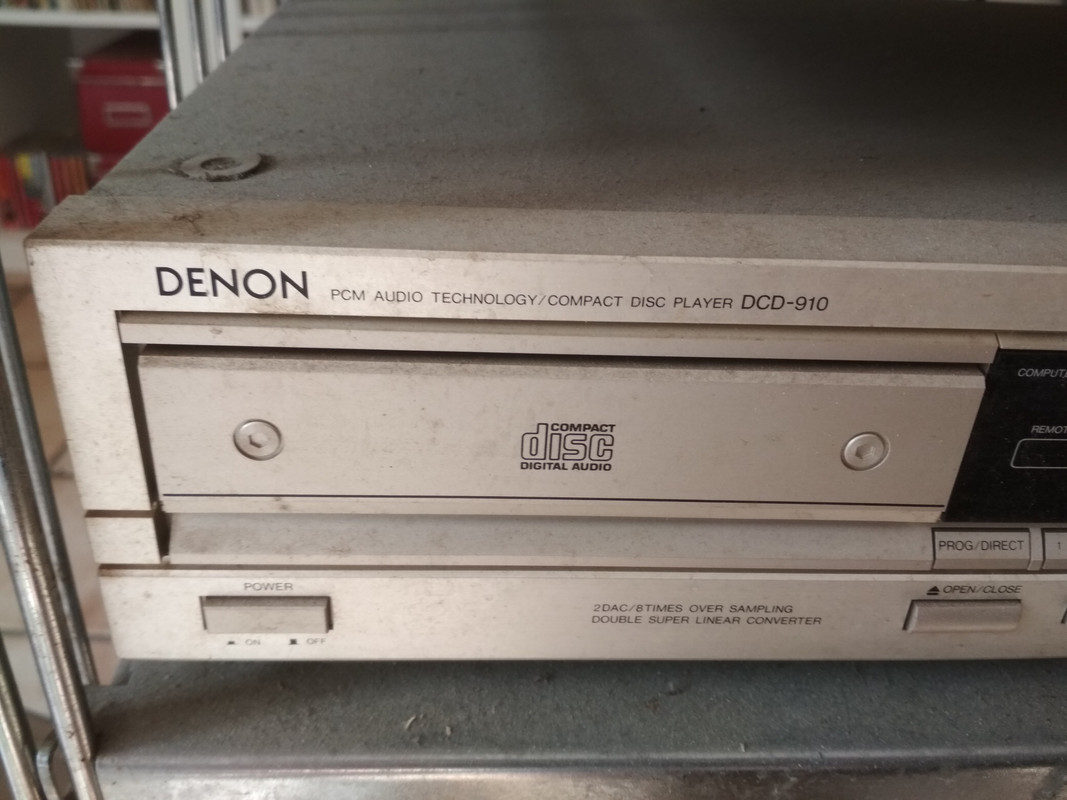 DENON PCM AUDIO TECHNOLOGY/COMPACT DISC PLAYER DCD-910
COMPACT
disc
DIGITAL AUDIO
PROG/DIRECT
1
POWER
ON OFF
2DAC/8TIMES OVER SAMPLING
DOUBLE SUPER LINEAR CONVERTER
OPEN/CLOSE